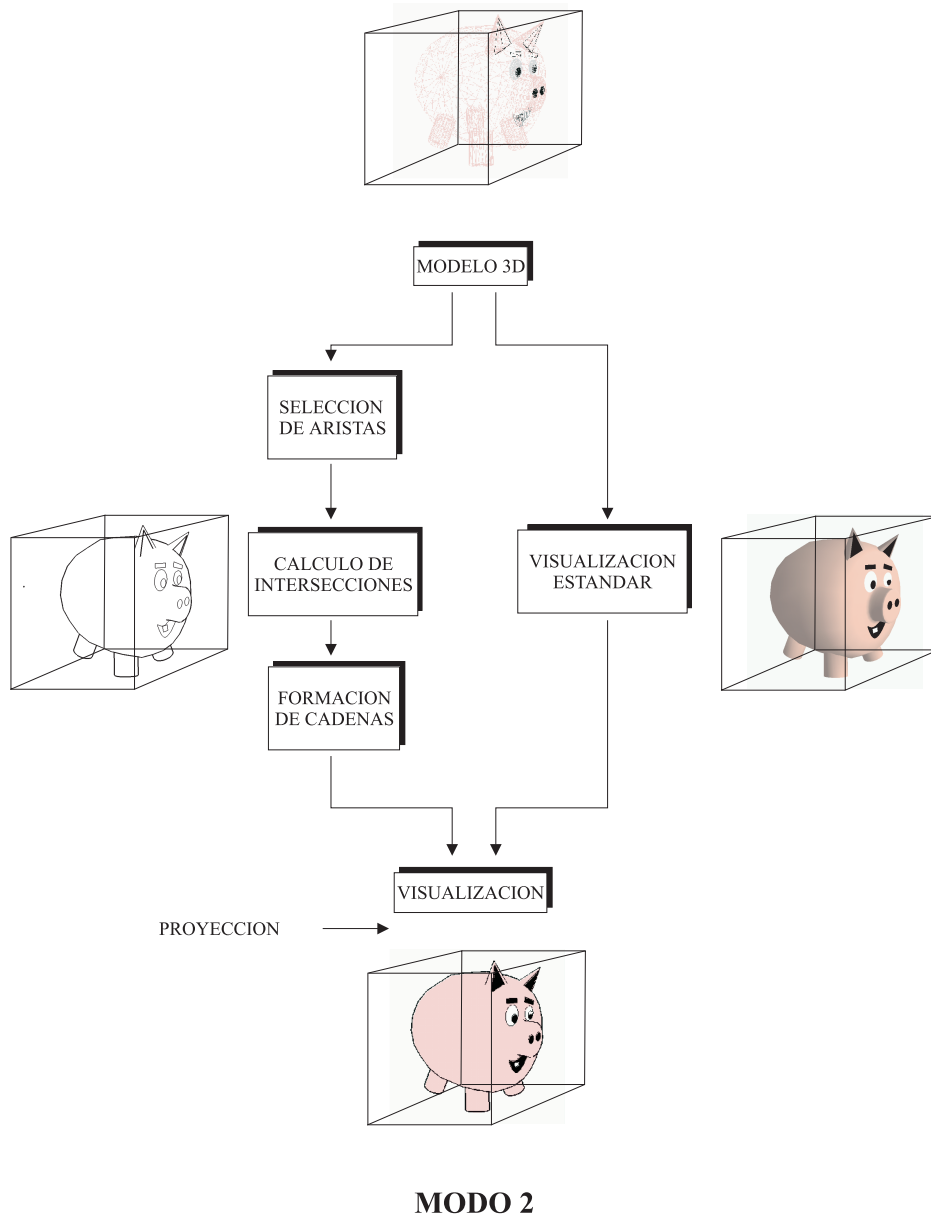 MODELO 3D
SELECCION
DE ARISTAS
CALCULO DE
INTERSECCIONES
VISUALIZACION
ESTANDAR
FORMACION
DE CADENAS
VISUALIZACION
PROYECCION
MODO 2